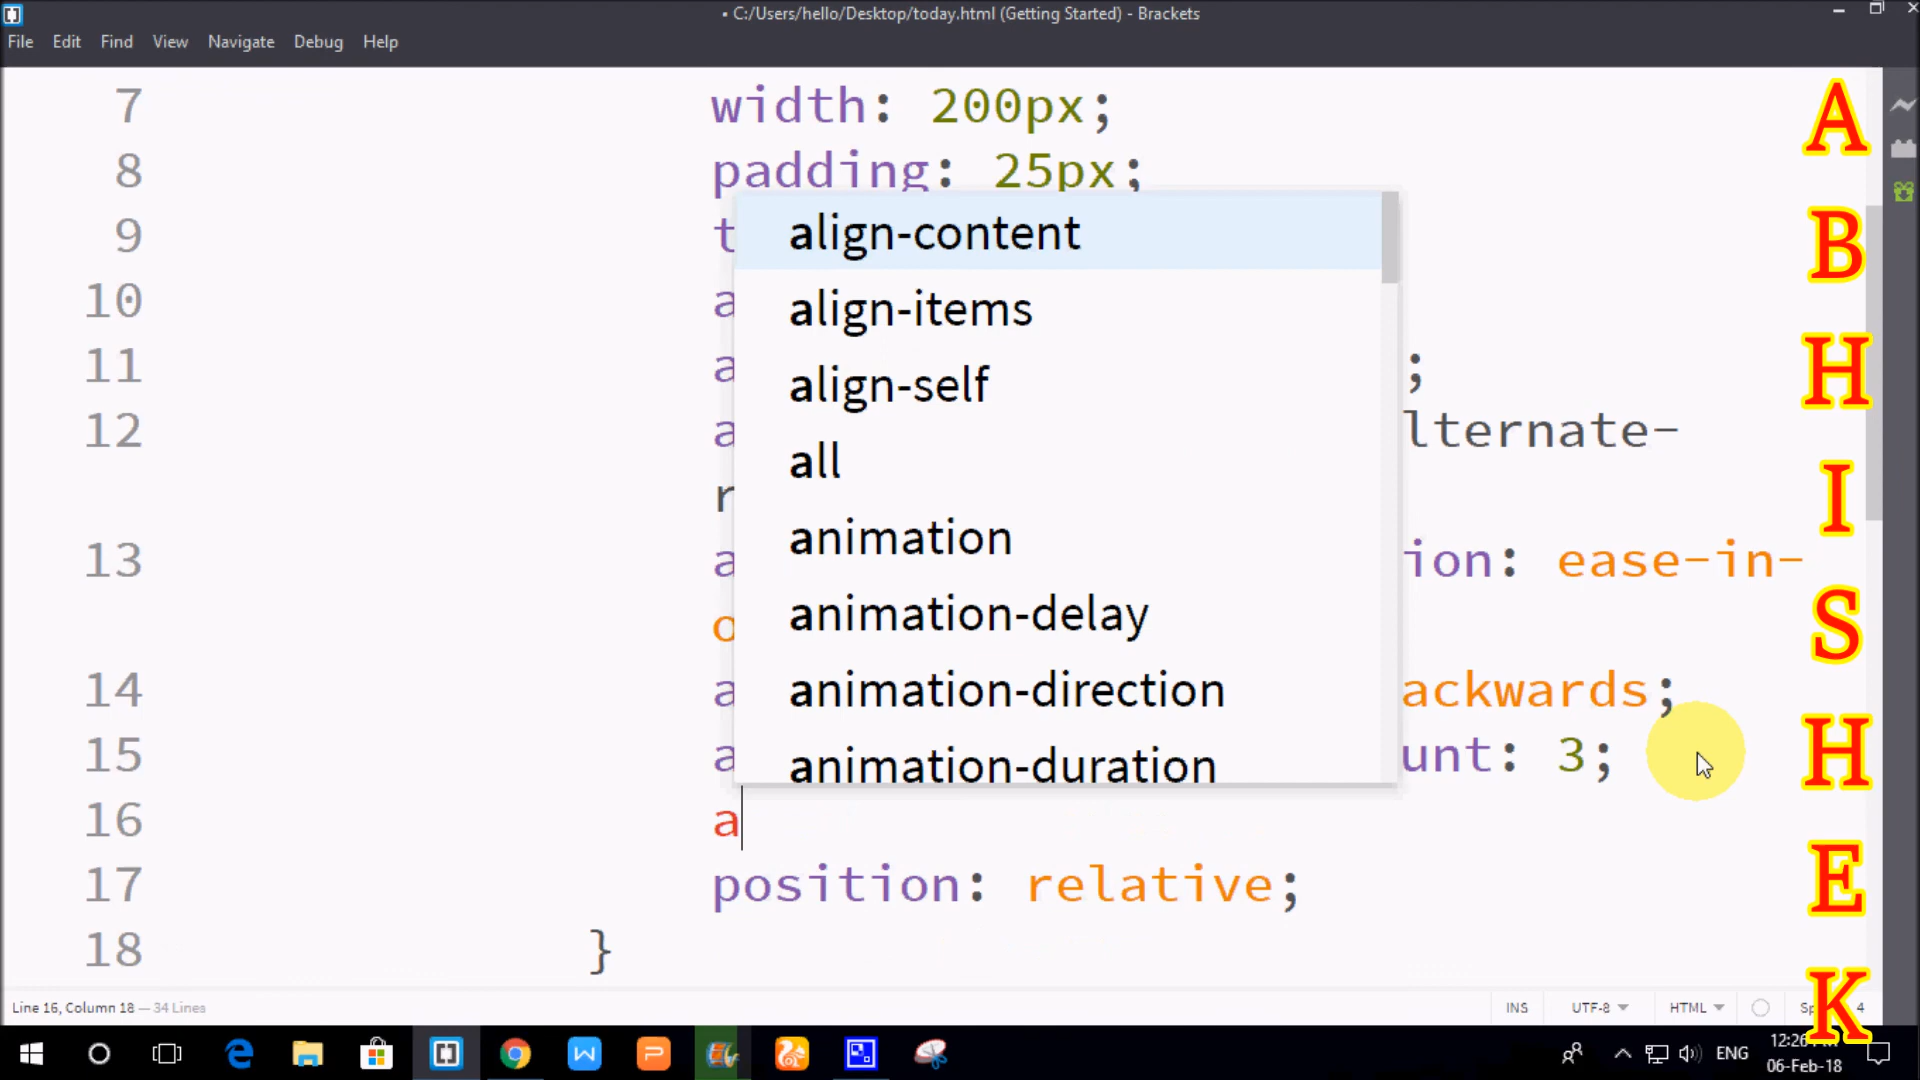 • C:/Users/hello/Desktop/today.html (Getting Started) - Brackets
File Edit Find View Navigate Debug Help
7 width: 200px;
8 padding: 25px;
9 t
10 a
11 a ;
12 a lternate-
r
13 a ion: ease-in-
o
14 a ackwards;
15 a unt: 3;
16 a
17 position: relative;
18 }
align-content
align-items
align-self
all
animation
animation-delay
animation-direction
animation-duration
A
B
H
I
S
H
E
K
Line 16, Column 18 — 34 Lines
INS UTF-8 HTML 4
ENG
06-Feb-18